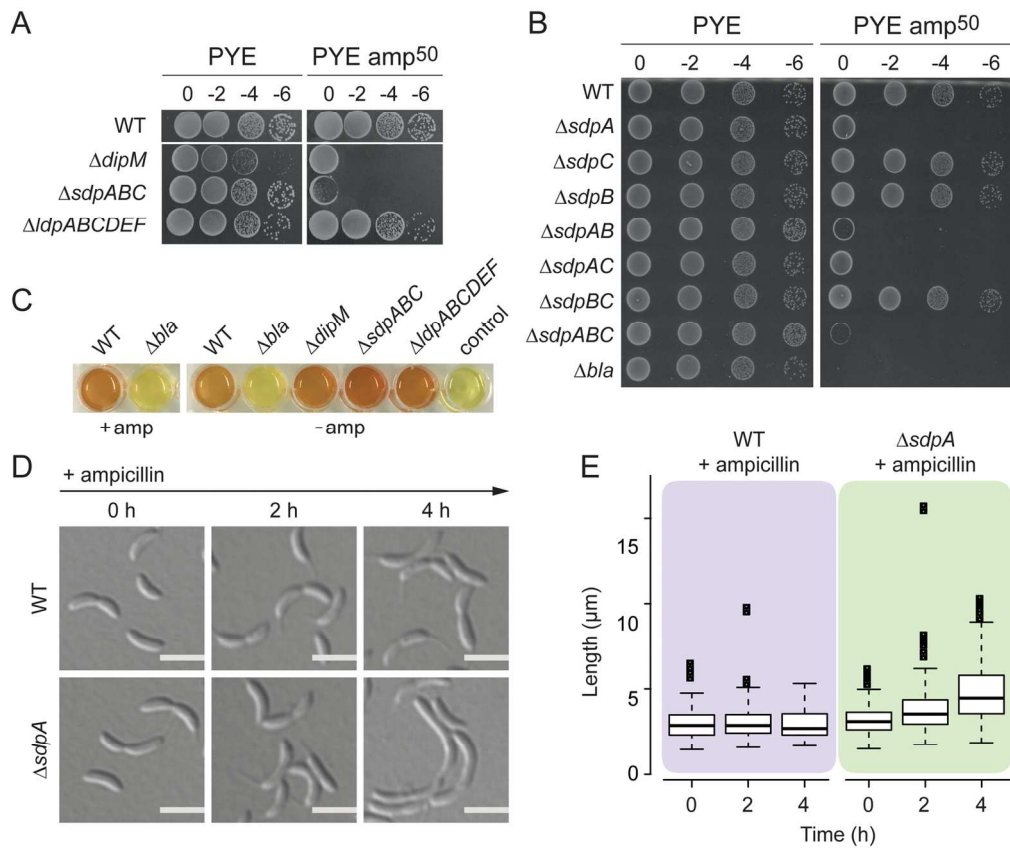 A
PYE PYE amp50
0 -2 -4 -6 0 -2 -4 -6
WT
ΔdipM
ΔsdpABC
ΔldpABCDEF
B
PYE PYE amp50
0 -2 -4 -6 0 -2 -4 -6
WT
ΔsdpA
ΔsdpC
ΔsdpB
ΔsdpAB
ΔsdpAC
ΔsdpBC
ΔsdpABC
Δbla
C
WT Δbla WT Δbla ΔdipM ΔsdpABC ΔldpABCDEF control
+ amp – amp
D
+ ampicillin
0 h 2 h 4 h
WT
ΔsdpA
E
WT ΔsdpA
+ ampicillin + ampicillin
Length (µm)
15
10
5
0
0 2 4 0 2 4
Time (h)